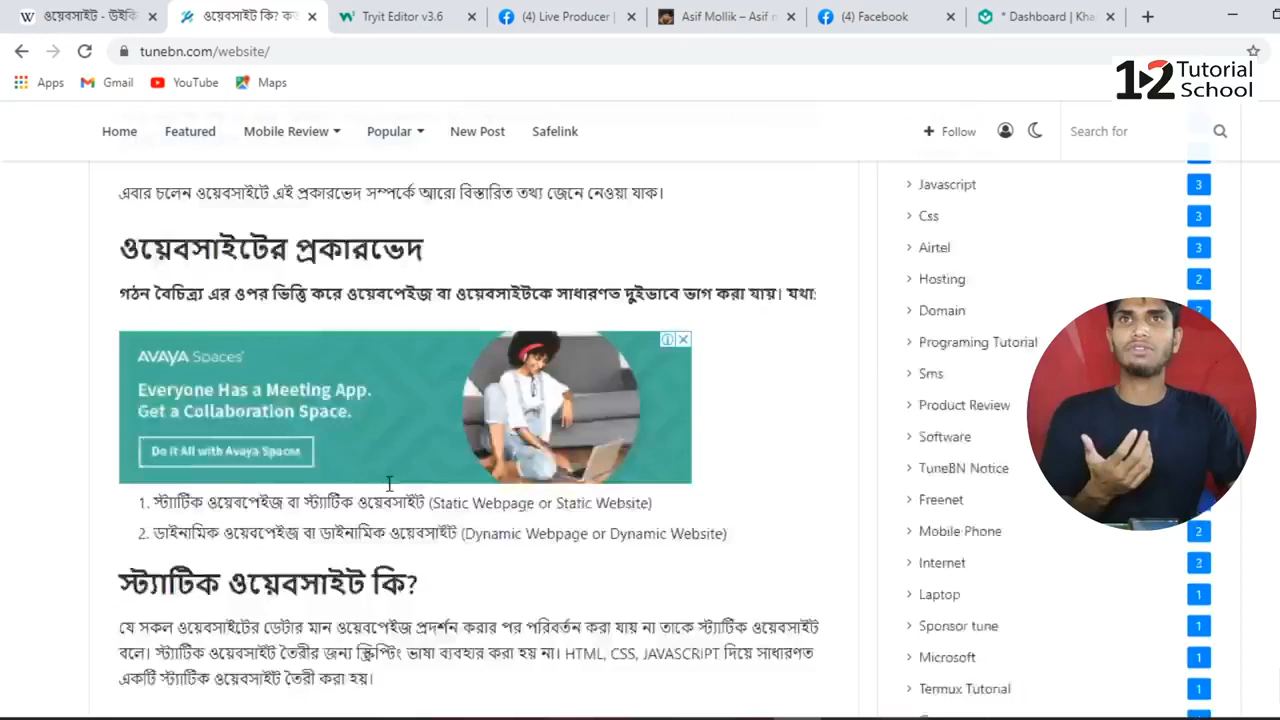 ওয়েবসাইট - উইকি
ওয়েবসাইট কি? কত
Tryit Editor v3.6
(4) Live Producer |
Asif Mollik – Asif m
(4) Facebook
* Dashboard | Kha
tunebn.com/website/
Apps
Gmail
YouTube
Maps
12 Tutorial
School
Home
Featured
Mobile Review
Popular
New Post
Safelink
Follow
Search for
এবার চলেন ওয়েবসাইটে এই প্রকারভেদ সম্পর্কে আরো বিস্তারিত তথ্য জেনে নেওয়া যাক।
ওয়েবসাইটের প্রকারভেদ
গঠন বৈচিত্র্য এর ওপর ভিত্তি করে ওয়েবপেইজ বা ওয়েবসাইটকে সাধারণত দুইভাবে ভাগ করা যায়। যথা:
AVAYA Spaces
Everyone Has a Meeting App.
Get a Collaboration Space.
Do it All with Avaya Spaces
1. স্ট্যাটিক ওয়েবপেইজ বা স্ট্যাটিক ওয়েবসাইট (Static Webpage or Static Website)
2. ডাইনামিক ওয়েবপেইজ বা ডাইনামিক ওয়েবসাইট (Dynamic Webpage or Dynamic Website)
স্ট্যাটিক ওয়েবসাইট কি?
যে সকল ওয়েবসাইটের ডেটার মান ওয়েবপেইজ প্রদর্শন করার পর পরিবর্তন করা যায় না তাকে স্ট্যাটিক ওয়েবসাইট
বলে। স্ট্যাটিক ওয়েবসাইট তৈরীর জন্য স্ক্রিপ্টিং ভাষা ব্যবহার করা হয় না। HTML, CSS, JAVASCRIPT দিয়ে সাধারণত
একটি স্ট্যাটিক ওয়েবসাইট তৈরী করা হয়।
Javascript 3
Css 3
Airtel 3
Hosting 2
Domain
Programing Tutorial
Sms
Product Review
Software
TuneBN Notice
Freenet
Mobile Phone 2
Internet 2
Laptop 1
Sponsor tune 1
Microsoft 1
Termux Tutorial 1